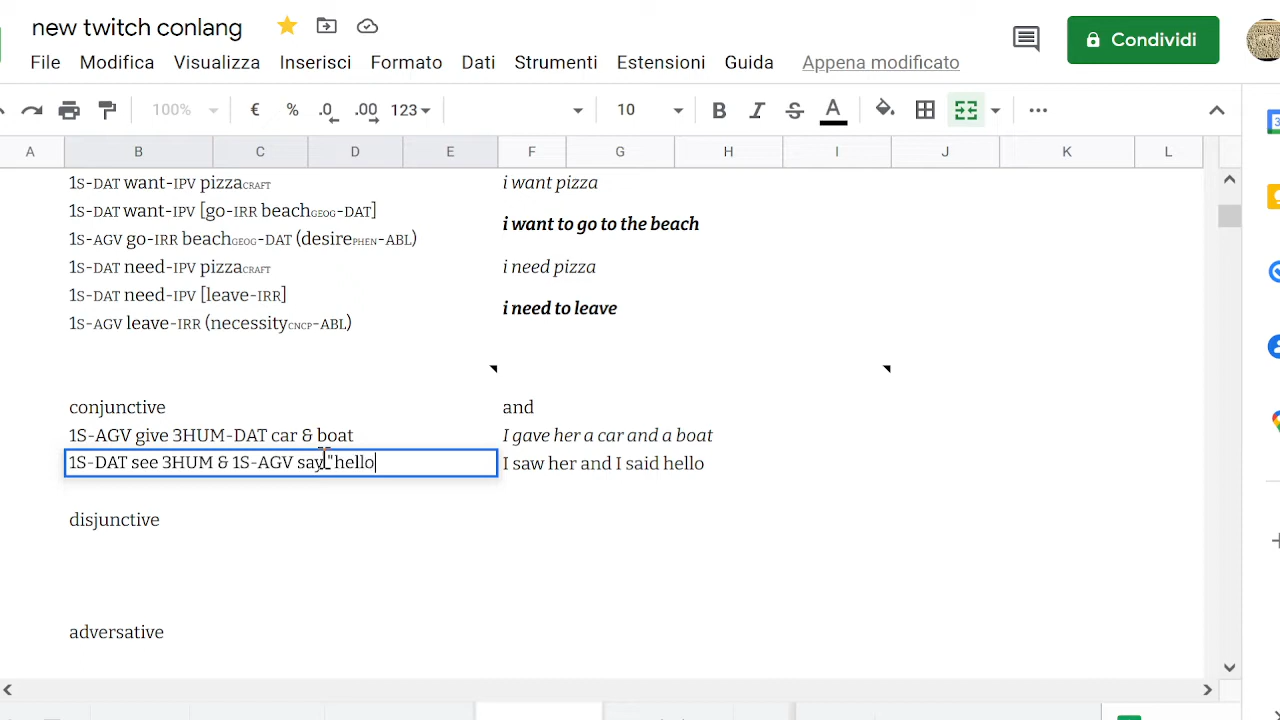 new twitch conlang
Condividi
File Modifica Visualizza Inserisci Formato Dati Strumenti Estensioni Guida Appena modificato
100% € % .0 .00 123 10 B I S A
A B C D E F G H I J K L
1S-DAT want-IPV pizzaCRAFT i want pizza
1S-DAT want-IPV [go-IRR beachGEOG-DAT]
i want to go to the beach
1S-AGV go-IRR beachGEOG-DAT (desirePHEN-ABL)
1S-DAT need-IPV pizzaCRAFT i need pizza
1S-DAT need-IPV [leave-IRR]
i need to leave
1S-AGV leave-IRR (necessityCNCP-ABL)
conjunctive and
1S-AGV give 3HUM-DAT car & boat I gave her a car and a boat
1S-DAT see 3HUM & 1S-AGV say "hello I saw her and I said hello
disjunctive
adversative